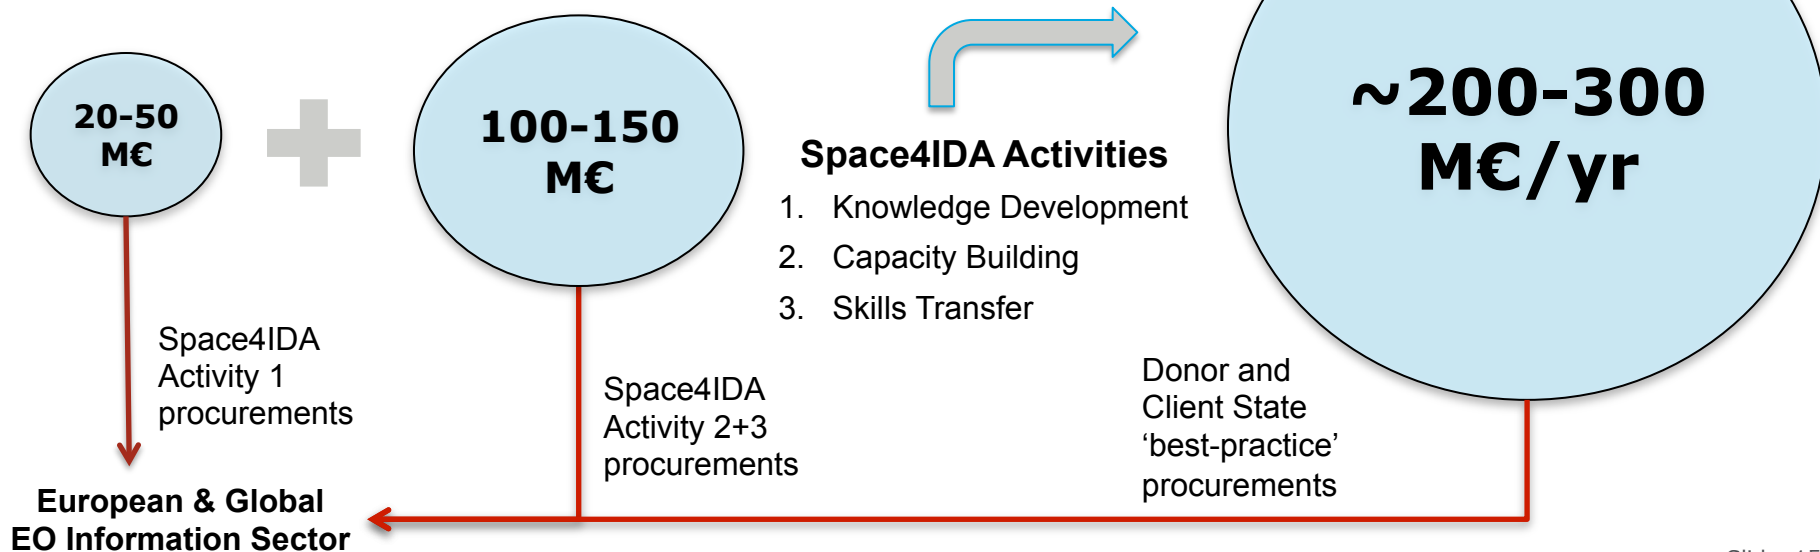 20-50
M€
100-150
M€
Space4IDA Activities
1. Knowledge Development
2. Capacity Building
3. Skills Transfer
~200-300
M€/yr
Space4IDA
Activity 1
procurements
Space4IDA
Activity 2+3
procurements
Donor and
Client State
‘best-practice’
procurements
European & Global
EO Information Sector